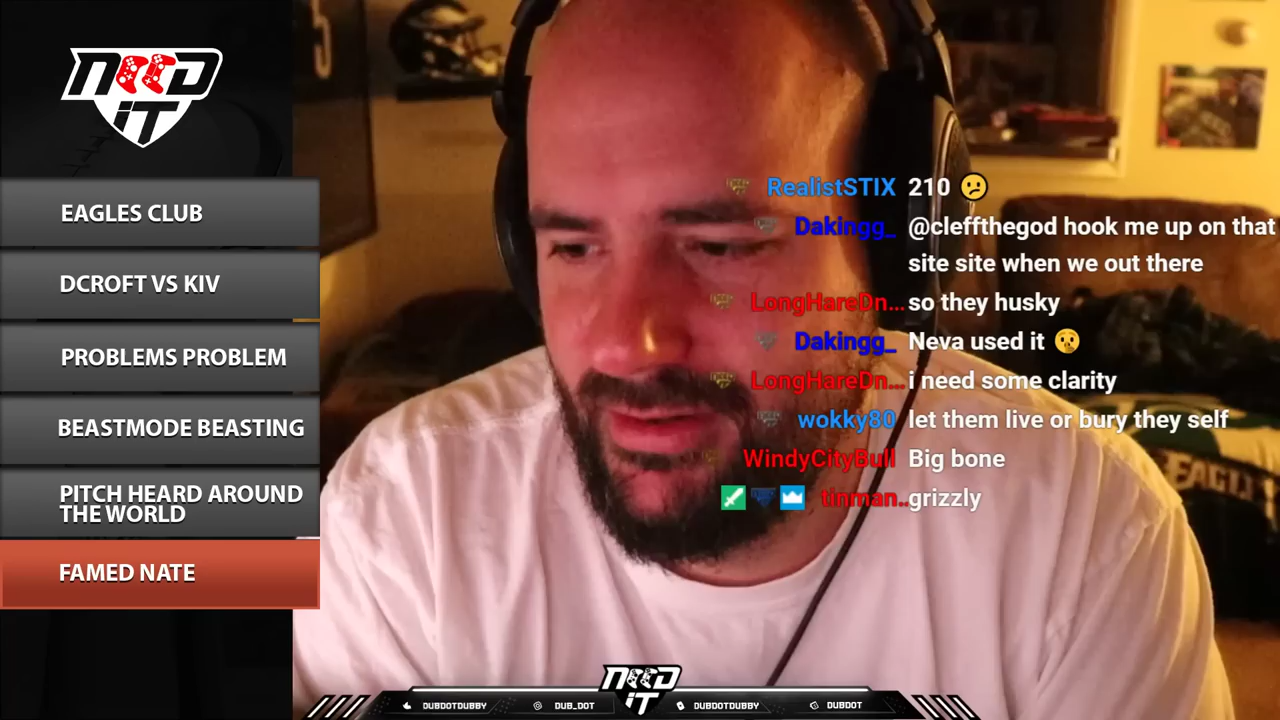 NEED
iT
EAGLES CLUB
DCROFT VS KIV
PROBLEMS PROBLEM
BEASTMODE BEASTING
PITCH HEARD AROUND
THE WORLD
FAMED NATE
RealistSTIX 210
Dakingg_ @cleffthegod hook me up on that
site site when we out there
LongHareDn... so they husky
Dakingg_ Neva used it
LongHareDn... i need some clarity
wokky80 let them live or bury they self
WindyCityBull Big bone
tinman.. grizzly
EAGLES
NEED
iT
DUBDOTDUBBY DUB_DOT DUBDOTDUBBY DUBDOT